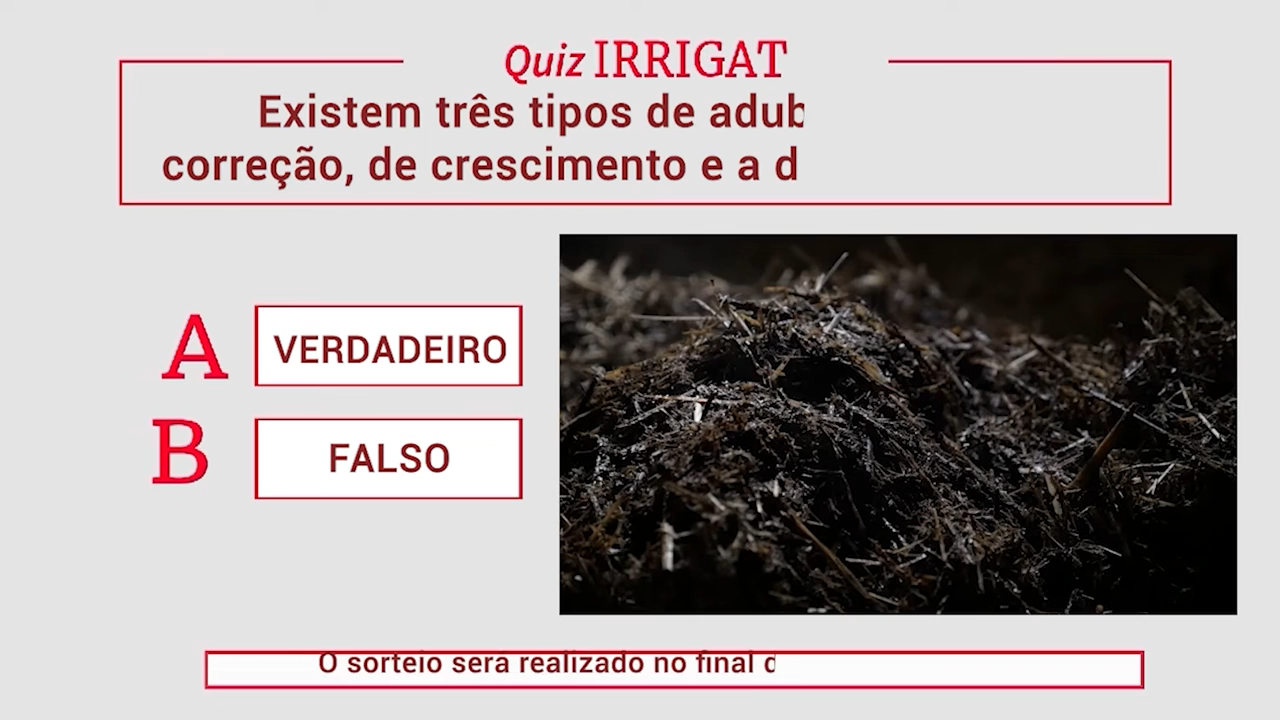 Quiz IRRIGAT
Existem três tipos de adub
correção, de crescimento e a d
A VERDADEIRO
B FALSO
O sorteio será realizado no final d